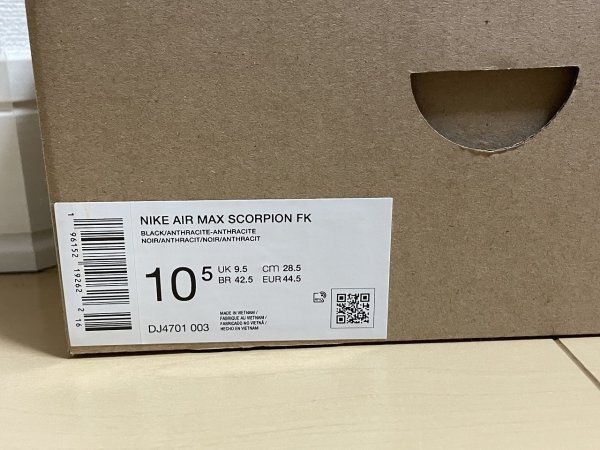 NIKE AIR MAX SCORPION FK
BLACK/ANTHRACITE-ANTHRACITE
NOIR/ANTHRACIT/NOIR/ANTHRACIT
10 5
UK 9.5 CM 28.5
BR 42.5 EUR 44.5
DJ4701 003
MADE IN VIETNAM /
FABRIQUÉ AU VIETNAM /
FABRICADO NO VIETNÃ /
HECHO EN VIETNAM
1 96152 19262 2 16